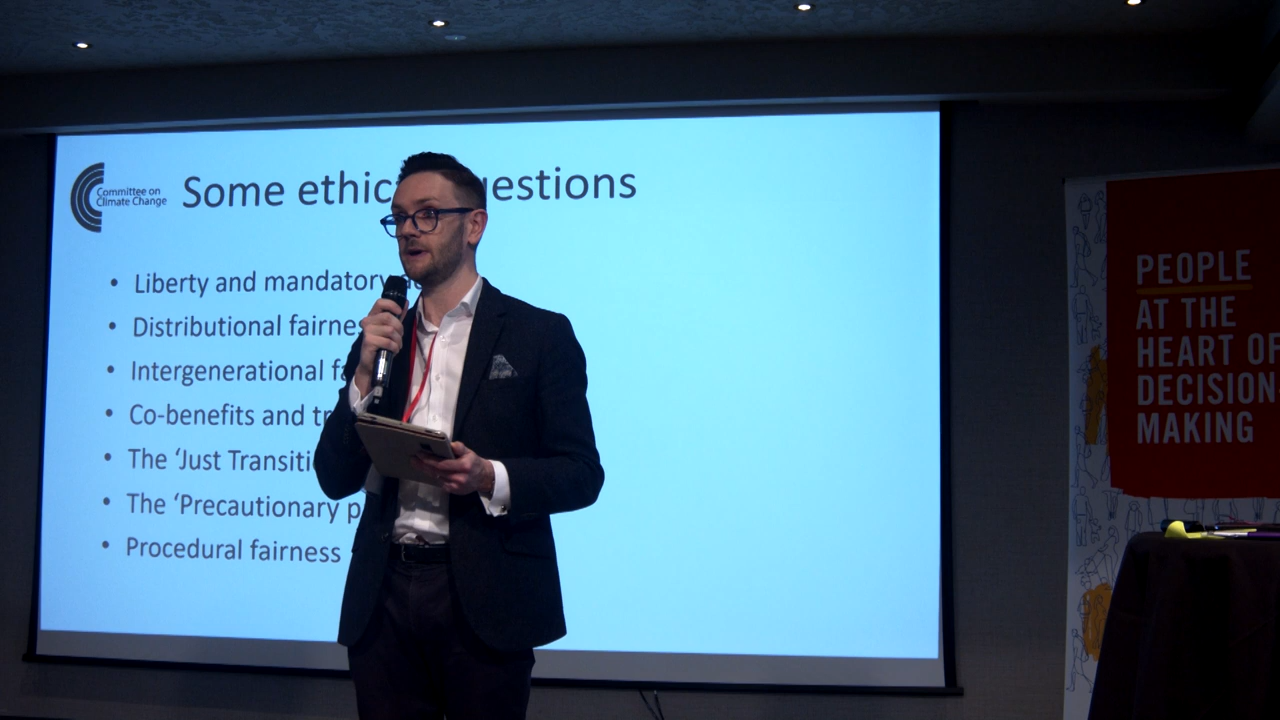 Committee on
Climate Change
Some ethic estions
• Liberty and mandatory
• Distributional fairne
• Intergenerational f
• Co-benefits and tr
• The ‘Just Transiti
• The ‘Precautionary p
• Procedural fairness
PEOPLE
AT THE
HEART OF
DECISION
MAKING